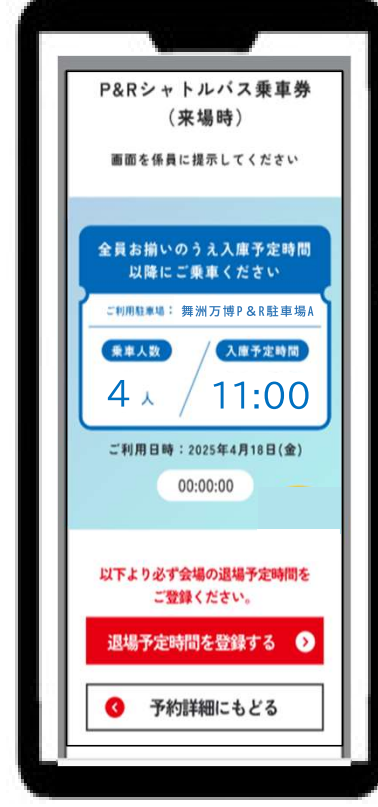 P&Rシャトルバス乗車券
(来場時)
画面を係員に提示してください
全員お揃いのうえ入庫予定時間
以降にご乗車ください
ご利用駐車場： 舞洲万博P&R駐車場A
乗車人数
入庫予定時間
4 人
11:00
ご利用日時：2025年4月18日(金)
00:00:00
以下より必ず会場の退場予定時間を
ご登録ください。
退場予定時間を登録する
予約詳細にもどる